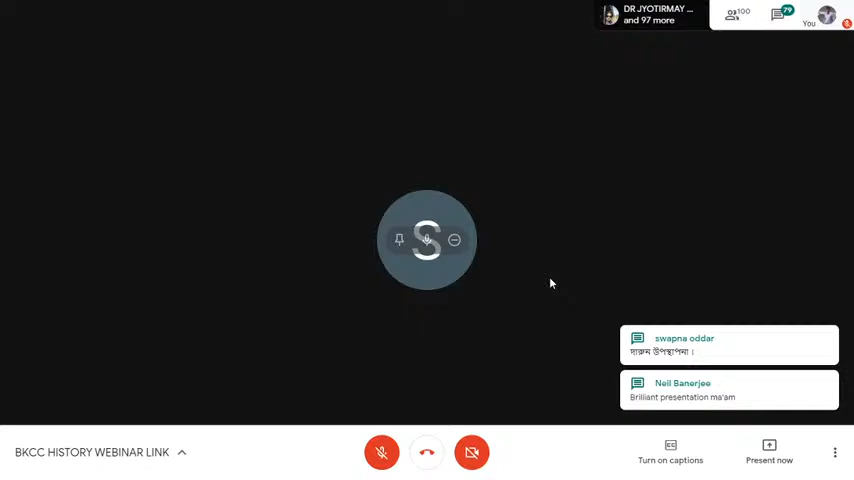 DR JYOTIRMAY ...
and 97 more
100
79
You
S
swapna oddar
দারুন উপস্থাপনা ।
Neil Banerjee
Brilliant presentation ma'am
BKCC HISTORY WEBINAR LINK
Turn on captions
Present now